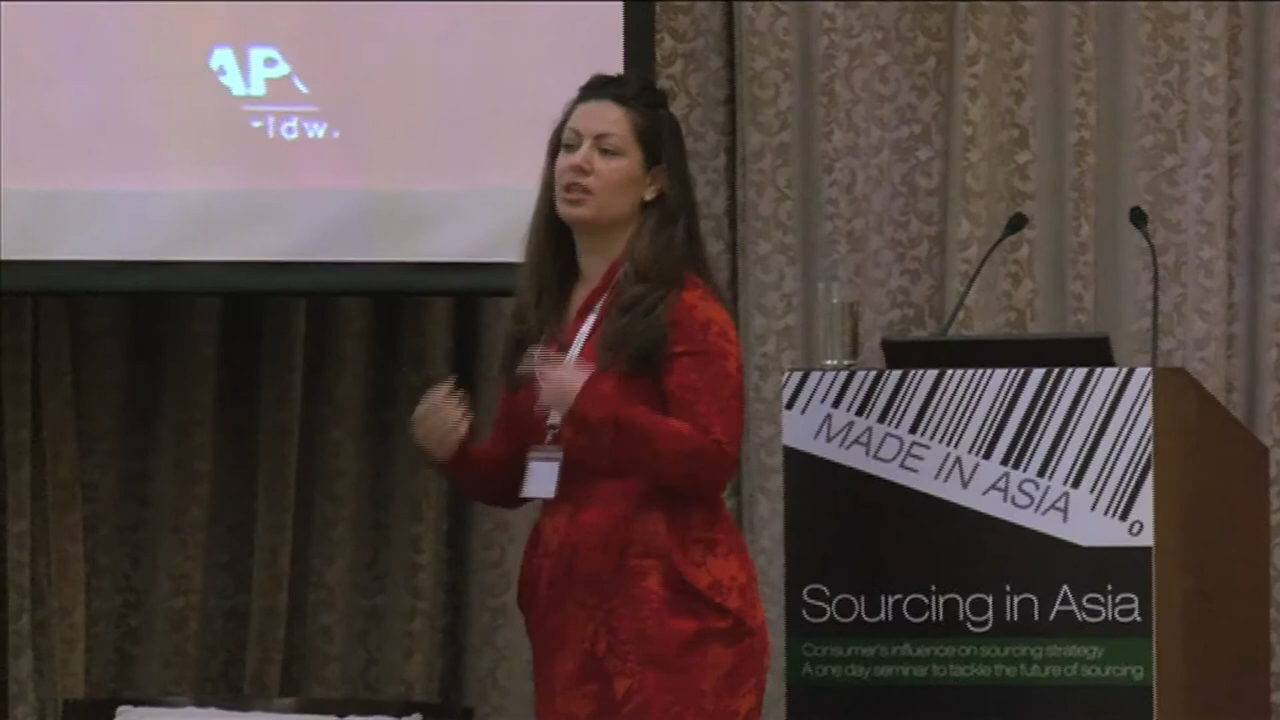 MADE IN ASIA
0
Sourcing in Asia
Consumer's influence on sourcing strategy
A one day seminar to tackle the future of sourcing